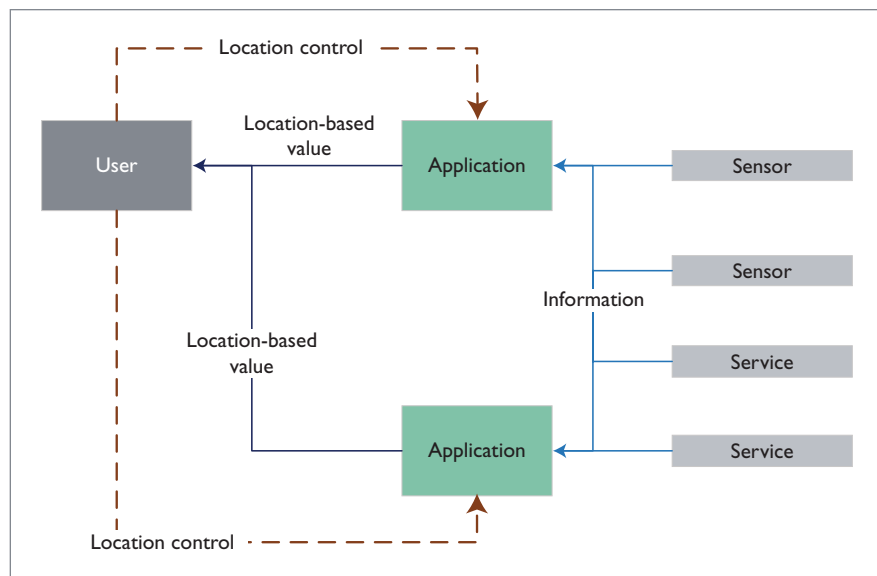 Location control
Location-based
value
User
Application
Sensor
Sensor
Information
Location-based
value
Service
Application
Service
Location control